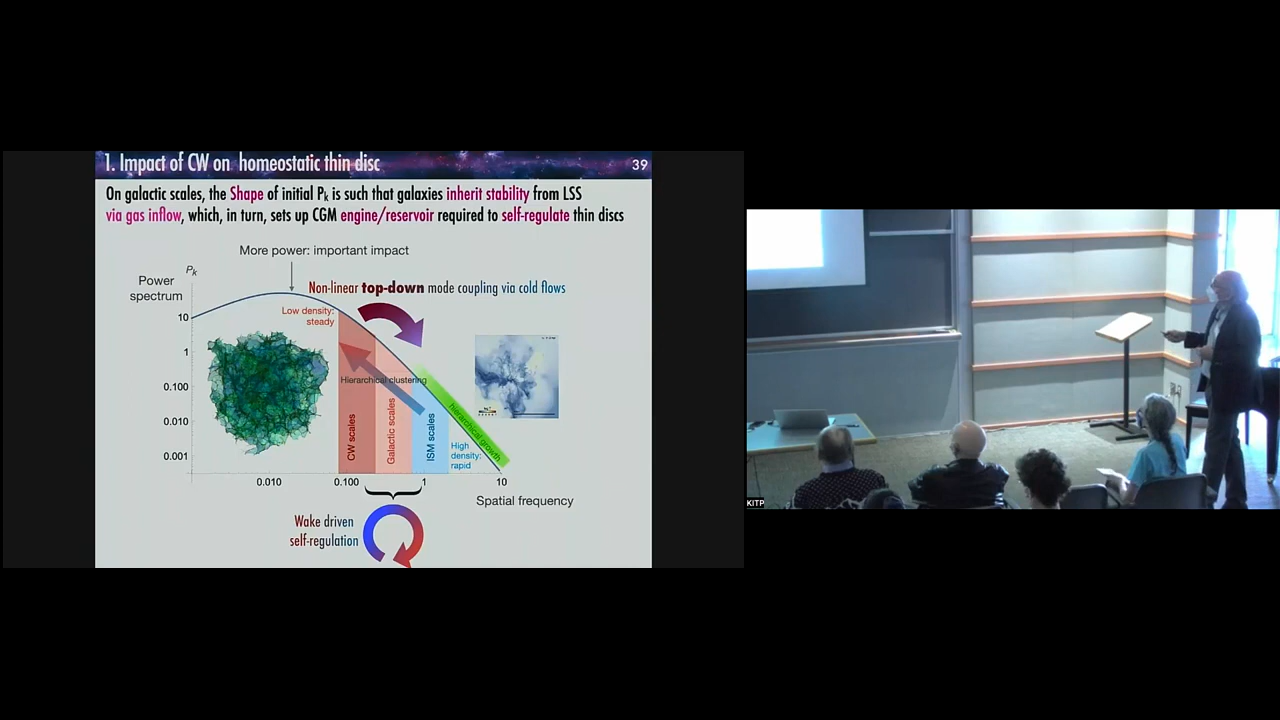 1. Impact of CW on homeostatic thin disc
39
On galactic scales, the Shape of initial Pk is such that galaxies inherit stability from LSS
via gas inflow, which, in turn, sets up CGM engine/reservoir required to self-regulate thin discs
More power: important impact
Power
spectrum
Pk
Non-linear top-down mode coupling via cold flows
Low density:
steady
10
1
0.100
0.010
0.001
Hierarchical clustering
CW scales
Galactic scales
ISM scales
hierarchical growth
High
density:
rapid
0.010
0.100
1
10
Spatial frequency
Wake driven
self-regulation
KITP